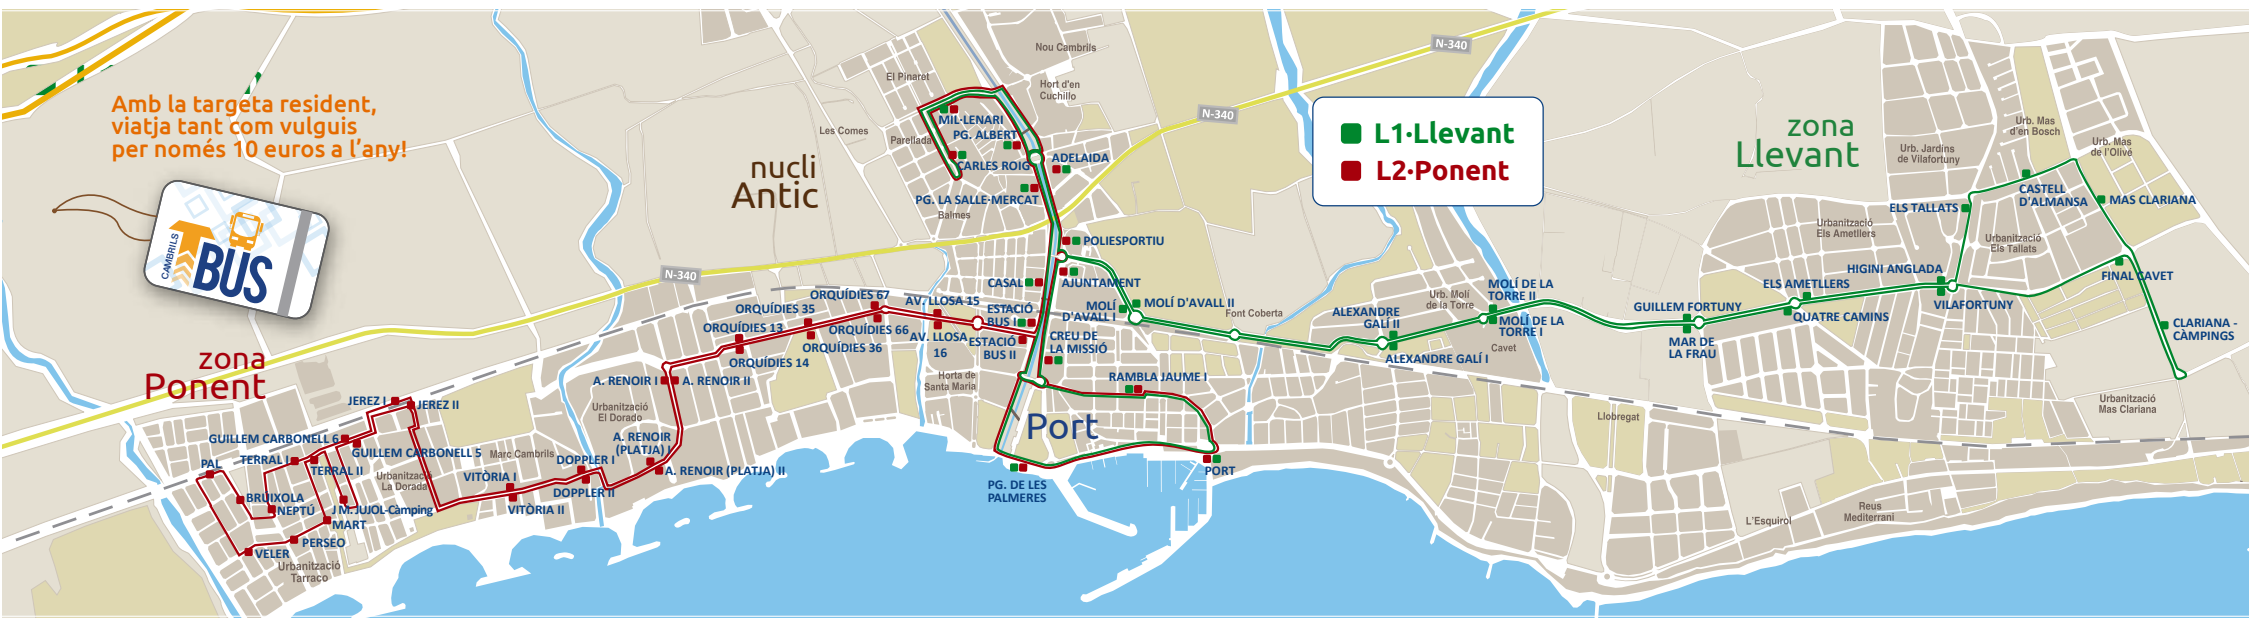 Amb la targeta resident,
viatja tant com vulguis
per només 10 euros a l'any!
CAMBRILS
BUS
nucli
Antic
zona
Ponent
zona
Llevant
Port
L1·Llevant
L2·Ponent
N-340
N-340
N-340
Nou Cambrils
El Pinaret
Hort d'en
Cuchillo
Les Comes
Parellada
Balmes
MIL·LENARI
PG. ALBERT
CARLES ROIG
ADELAIDA
PG. LA SALLE-MERCAT
POLIESPORTIU
CASAL
AJUNTAMENT
MOLÍ
D'AVALL I
MOLÍ D'AVALL II
Font Coberta
AV. LLOSA 15
AV. LLOSA
16
ESTACIÓ
BUS I
ESTACIÓ
BUS II
CREU DE
LA MISSIÓ
RAMBLA JAUME I
Horta de
Santa Maria
PG. DE LES
PALMERES
PORT
ORQUÍDIES 67
ORQUÍDIES 66
ORQUÍDIES 35
ORQUÍDIES 36
ORQUÍDIES 13
ORQUÍDIES 14
A. RENOIR I
A. RENOIR II
Urbanització
El Dorado
A. RENOIR
(PLATJA) I
A. RENOIR (PLATJA) II
DOPPLER I
DOPPLER II
Marc Cambrils
VITÒRIA I
VITÒRIA II
JEREZ I
JEREZ II
GUILLEM CARBONELL 6
GUILLEM CARBONELL 5
Urbanització
La Dorada
TERRAL I
TERRAL II
PAL
BRUIXOLA
NEPTÚ
J M. JUJOL-Càmping
MART
PERSEO
VELER
Urbanització
Tarraco
ALEXANDRE
GALÍ II
ALEXANDRE GALÍ I
Urb. Molí
de la Torre
MOLÍ DE LA
TORRE II
MOLÍ DE LA
TORRE I
Cavet
GUILLEM FORTUNY
MAR DE
LA FRAU
ELS AMETLLERS
QUATRE CAMINS
HIGINI ANGLADA
VILAFORTUNY
Urbanització
Els Ametllers
ELS TALLATS
Urbanització
Els Tallats
Urb. Jardins
de Vilafortuny
Urb. Mas
d'en Bosch
Urb. Mas
de l'Olivé
CASTELL
D'ALMANSA
MAS CLARIANA
FINAL CAVET
CLARIANA -
CÀMPINGS
Urbanització
Mas Clariana
Llobregat
L'Esquirol
Reus
Mediterrani